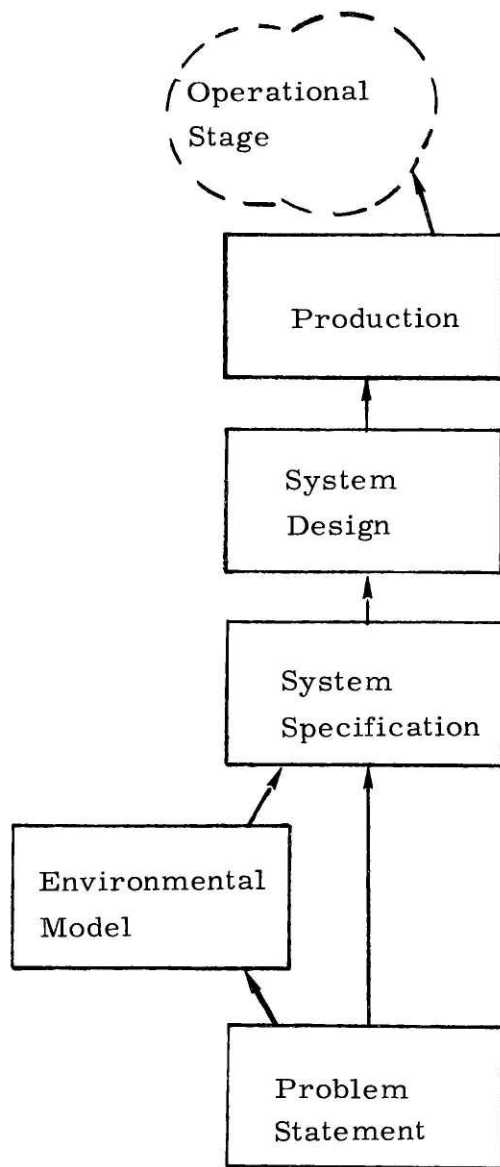 Operational
Stage
Production
System
Design
System
Specification
Environmental
Model
Problem
Statement